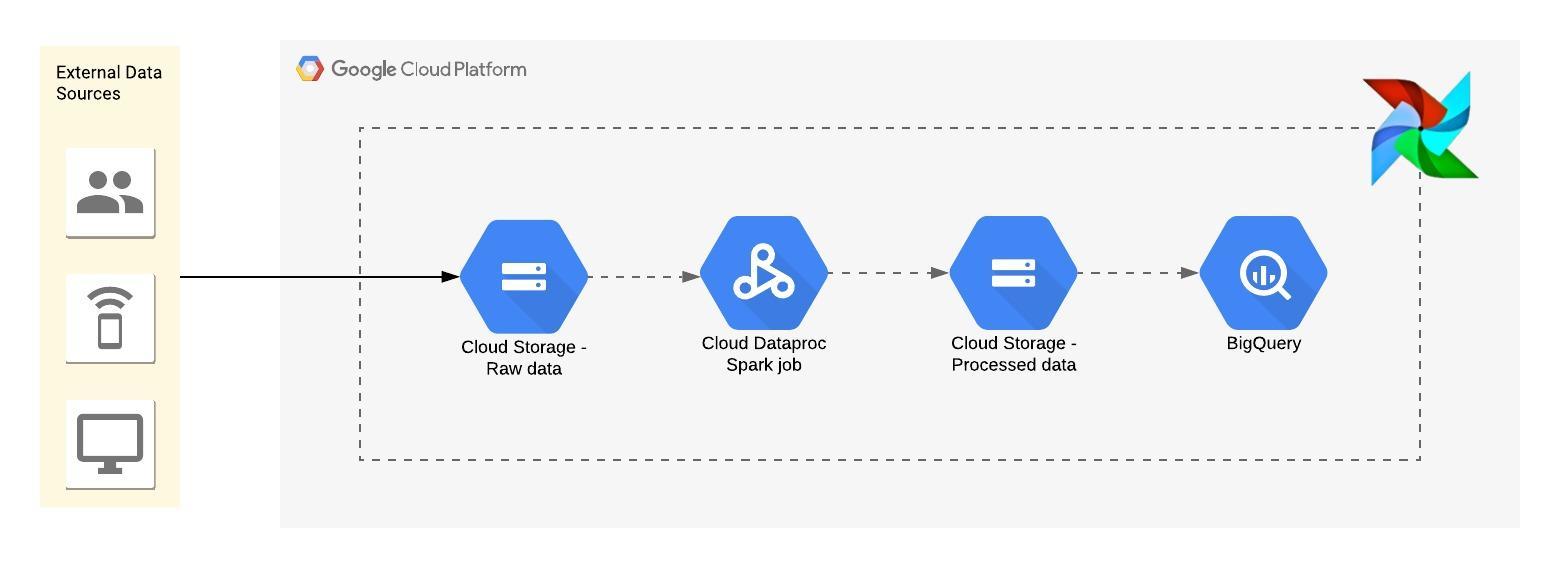 External Data
Sources
Google Cloud Platform
Cloud Storage -
Raw data
Cloud Dataproc
Spark job
Cloud Storage -
Processed data
BigQuery